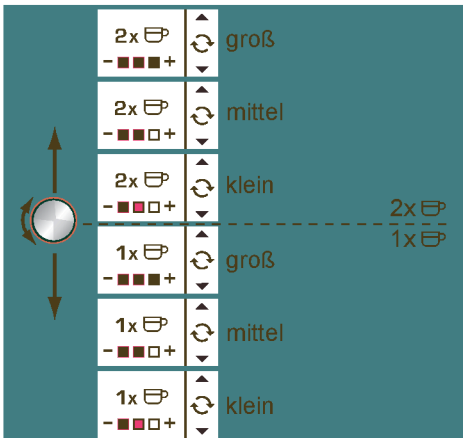 2x groß
- +
2x mittel
- +
2x klein
- +
2x
1x
1x groß
- +
1x mittel
- +
1x klein
- +